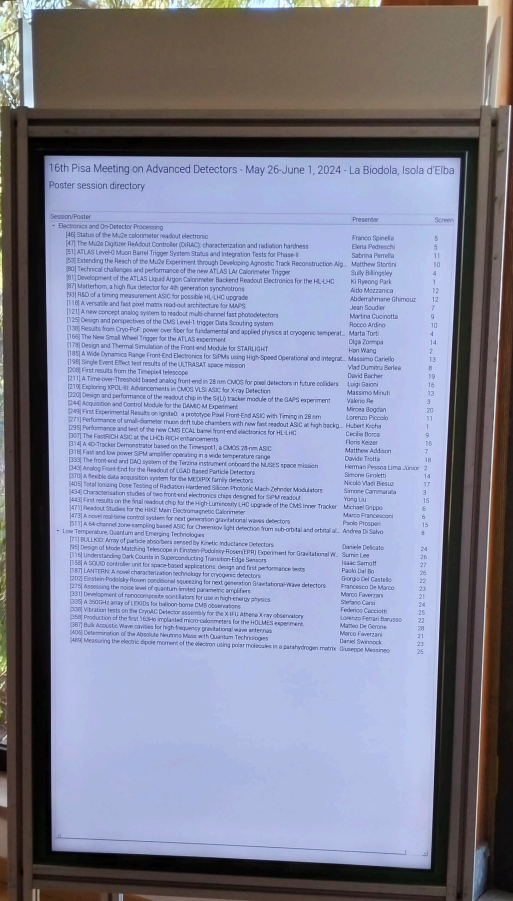 16th Pisa Meeting on Advanced Detectors - May 26-June 1, 2024 - La Biodola, Isola d'Elba
Poster session directory
Session/Poster Presenter Screen
Electronics and On-Detector Processing
[46] Status of the Mu2e calorimeter readout electronic Franco Spinella 5
[47] The Mu2e Digitizer ReAdout Controller (DiRAC): characterization and radiation hardness Elena Pedreschi 5
[51] ATLAS Level-0 Muon Barrel Trigger System Status and Integration Tests for Phase-II Sabrina Perrella 11
[53] Extending the Reach of the Mu2e Experiment through Developing Agnostic Track Reconstruction Alg... Matthew Stortini 10
[80] Technical challenges and performance of the new ATLAS LAr Calorimeter Trigger Sully Billingsley 4
[81] Development of the ATLAS Liquid Argon Calorimeter Backend Readout Electronics for the HL-LHC Ki Ryeong Park 1
[87] Matterhorn, a high flux detector for 4th generation synchrotrons Aldo Mozzanica 12
[93] R&D of a timing measurement ASIC for possible HL-LHC upgrade Abderrahmane Ghimouz 12
[118] A versatile and fast pixel matrix read-out architecture for MAPS Jean Soudier 7
[121] A new concept analog system to readout multi-channel fast photodetectors Martina Cucinotta 9
[125] Design and perspectives of the CMS Level-1 trigger Data Scouting system Rocco Ardino 10
[138] Results from Cryo-PoF: power over fiber for fundamental and applied physics at cryogenic temperat... Marta Torti 4
[166] The New Small Wheel Trigger for the ATLAS experiment Olga Zormpa 14
[178] Design and Thermal Simulation of the Front-end Module for STARLIGHT Han Wang 2
[185] A Wide Dynamics Range Front-End Electronics for SiPMs using High-Speed Operational and Integrat... Massimo Cariello 13
[198] Single Event Effect test results of the ULTRASAT space mission Vlad Dumitru Berlea 8
[208] First results from the Timepix4 telescope David Bacher 19
[211] A Time-over-Threshold based analog front-end in 28 nm CMOS for pixel detectors in future colliders Luigi Gaioni 16
[219] Exploring XPOL-III: Advancements in CMOS VLSI ASIC for X-Ray Detection Massimo Minuti 13
[220] Design and performance of the readout chip in the Si(Li) tracker module of the GAPS experiment Valerio Re 3
[244] Acquisition and Control Module for the DAMIC-M Experiment Mircea Bogdan 20
[249] First Experimental Results on Ignite0, a prototype Pixel Front-End ASIC with Timing in 28 nm Lorenzo Piccolo 11
[271] Performance of small-diameter muon drift tube chambers with new fast readout ASIC at high backg... Hubert Kroha 1
[295] Performance and test of the new CMS ECAL barrel front-end electronics for HL-LHC Cecilia Borca 9
[307] The FastRICH ASIC at the LHCb RICH enhancements Floris Keizer 16
[314] A 4D-Tracker Demonstrator based on the Timespot1, a CMOS 28-nm ASIC Matthew Addison 7
[318] Fast and low power SiPM amplifier operating in a wide temperature range Davide Trotta 18
[333] The front-end and DAQ system of the Terzina instrument onboard the NUSES space mission Herman Pessoa Lima Júnior 2
[343] Analog Front-End for the Readout of LGAD Based Particle Detectors Simone Giroletti 14
[370] A flexible data acquisition system for the MEDIPIX family detectors Nicolò Vladi Biesuz 17
[405] Total Ionizing Dose Testing of Radiation Hardened Silicon Photonic Mach-Zehnder Modulators Simone Cammarata 3
[434] Characterisation studies of two front-end electronics chips designed for SiPM readout Yong Liu 15
[443] First results on the final readout chip for the High-Luminosity LHC upgrade of the CMS Inner Tracker Michael Grippo 6
[471] Readout Studies for the HIKE Main Electromagnetic Calorimeter Marco Francesconi 6
[473] A novel real-time control system for next generation gravitational waves detectors Paolo Prosperi 15
[511] A 64-channel zone-sampling based ASIC for Cherenkov light detection from sub-orbital and orbital al... Andrea Di Salvo 8
Low Temperature, Quantum and Emerging Technologies
[71] BULLKID: Array of particle absorbers sensed by Kinetic Inductance Detectors Daniele Delicato 24
[95] Design of Mode Matching Telescope in Einstein-Podolsky-Rosen(EPR) Experiment for Gravitational W... Sumin Lee 26
[116] Understanding Dark Counts in Superconducting Transition-Edge Sensors Isaac Sarnoff 27
[158] A SQUID controller unit for space-based applications: design and first performance tests Paolo Dal Bo 26
[187] LANTERN: A novel characterization technology for cryogenic detectors Giorgio Del Castello 22
[202] Einstein-Podolsky-Rosen conditional squeezing for next generation Gravitational-Wave detectors Francesco De Marco 23
[275] Assessing the noise level of quantum-limited parametric amplifiers Marco Faverzani 21
[331] Development of nanocomposite scintillators for use in high-energy physics Stefano Carsi 24
[335] A 350GHz array of LEKIDs for balloon-borne CMB observations Federico Cacciotti 25
[338] Vibration tests on the CryoAC Detector assembly for the X-IFU Athena X-ray observatory Lorenzo Ferrari Barusso 22
[358] Production of the first 163Ho implanted micro-calorimeters for the HOLMES experiment Matteo De Gerone 28
[387] Bulk Acoustic Wave cavities for high-frequency gravitational wave antennas Marco Faverzani 21
[406] Determination of the Absolute Neutrino Mass with Quantum Technologies Daniel Swinnock 23
[489] Measuring the electric dipole moment of the electron using polar molecules in a parahydrogen matrix Giuseppe Messineo 25